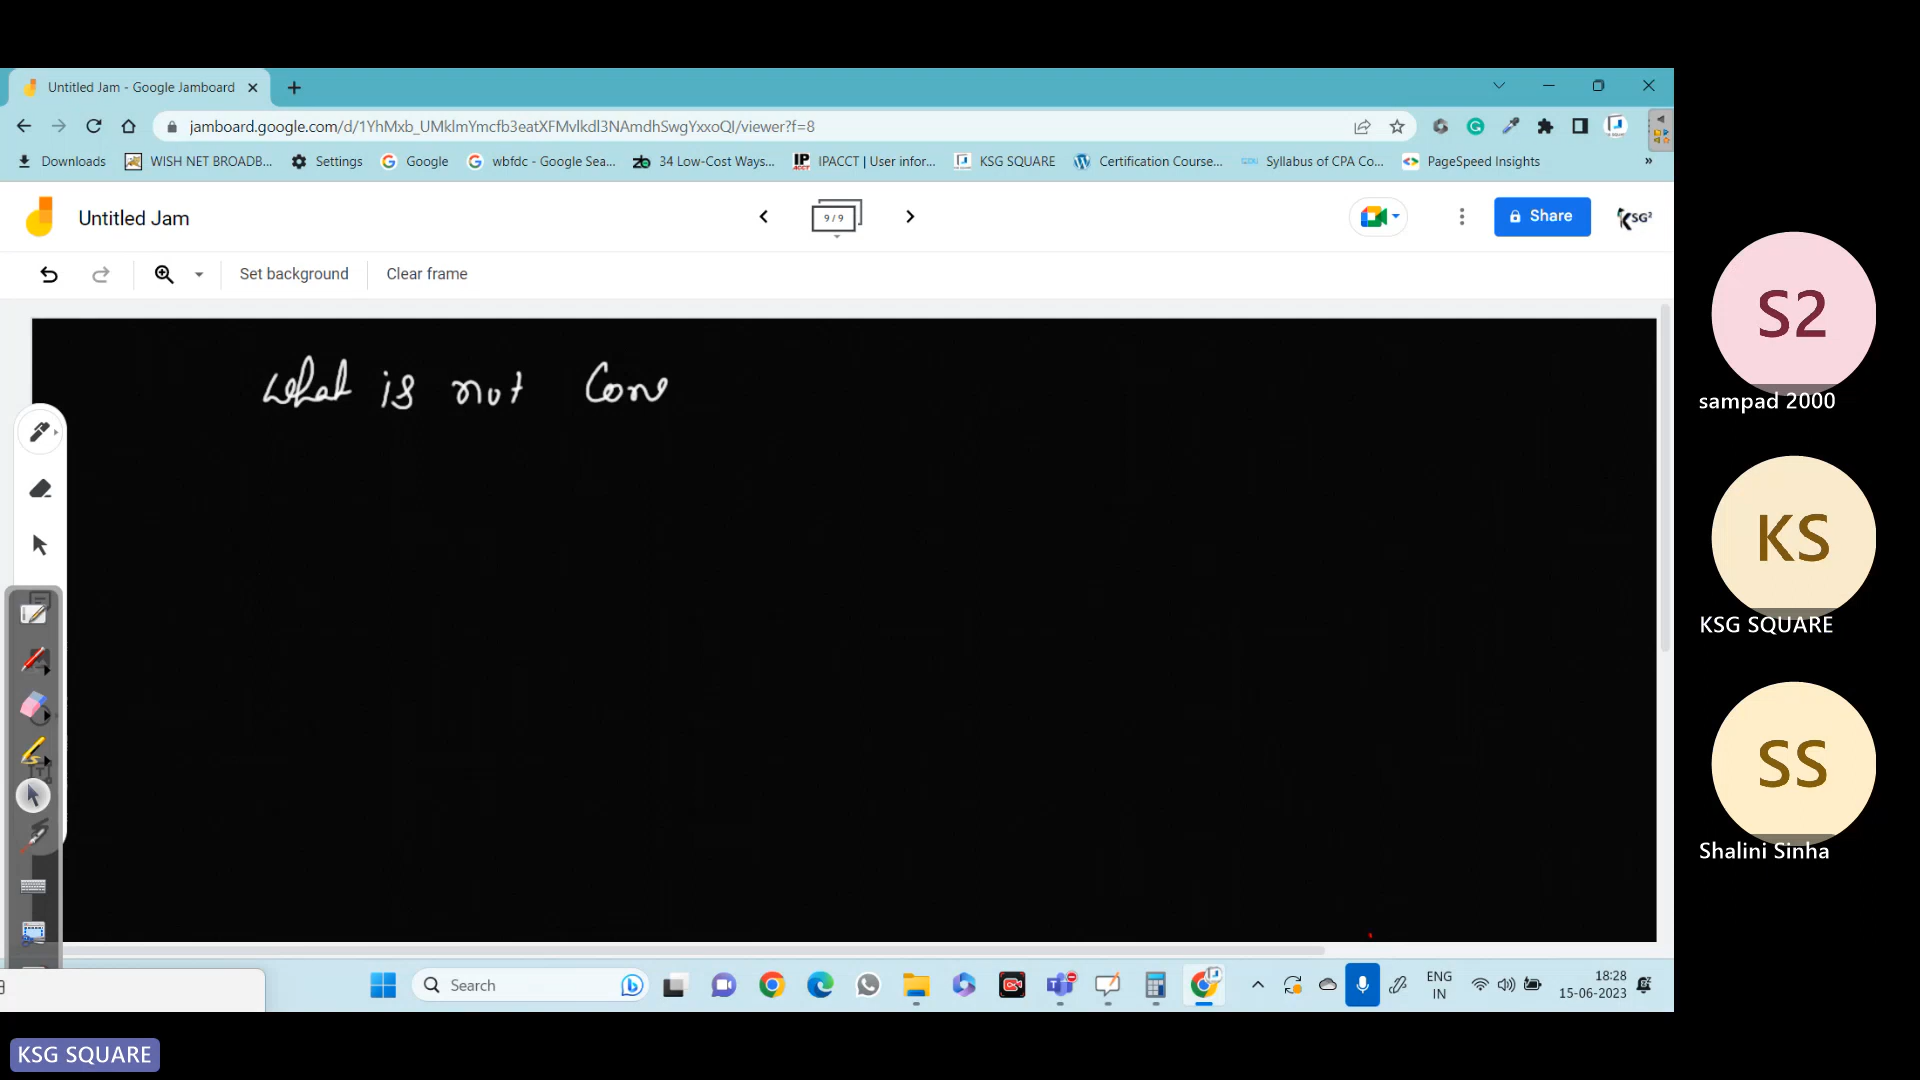 Untitled Jam - Google Jamboard
jamboard.google.com/d/1YhMxb_UMklmYmcfb3eatXFMvlkdl3NAmdhSwgYxxoQI/viewer?f=8
Downloads WISH NET BROADB... Settings Google wbfdc - Google Sea... 34 Low-Cost Ways... IPACCT | User infor... KSG SQUARE Certification Course... Syllabus of CPA Co... PageSpeed Insights »
Untitled Jam 9 / 9 Share KSG²
Set background Clear frame
What is not Cons
S2
sampad 2000
KS
KSG SQUARE
SS
Shalini Sinha
Search ENG IN 18:28 15-06-2023
KSG SQUARE